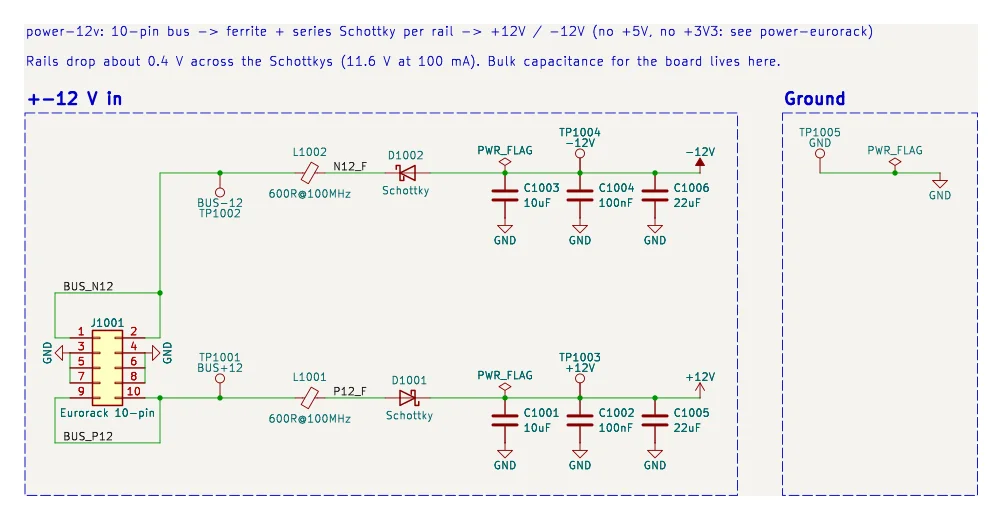 power-12v: 10-pin bus -> ferrite + series Schottky per rail -> +12V / -12V (no +5V, no +3V3: see power-eurorack)
Rails drop about 0.4 V across the Schottkys (11.6 V at 100 mA). Bulk capacitance for the board lives here.
+-12 V in
Ground
TP1004
-12V
TP1005
GND
L1002
D1002
PWR_FLAG
-12V
PWR_FLAG
N12_F
600R@100MHz
Schottky
C1003
10uF
C1004
100nF
C1006
22uF
BUS-12
TP1002
GND
GND
GND
GND
BUS_N12
J1001
1
2
3
4
5
6
7
8
9
10
GND
GND
Eurorack 10-pin
BUS_P12
TP1001
BUS+12
TP1003
+12V
L1001
D1001
PWR_FLAG
+12V
P12_F
600R@100MHz
Schottky
C1001
10uF
C1002
100nF
C1005
22uF
GND
GND
GND